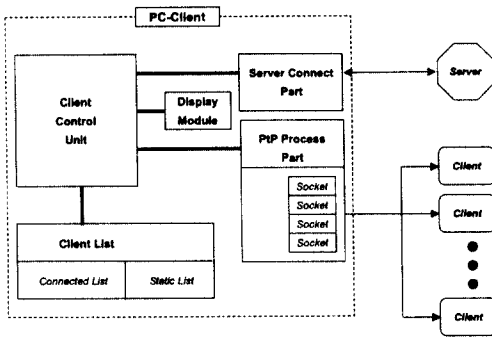 PC-Client
Client
Control
Unit
Server Connect
Part
Server
Display
Module
PtP Process
Part
Socket
Socket
Socket
Socket
Client
Client
Client
Client List
Connected List
Static List